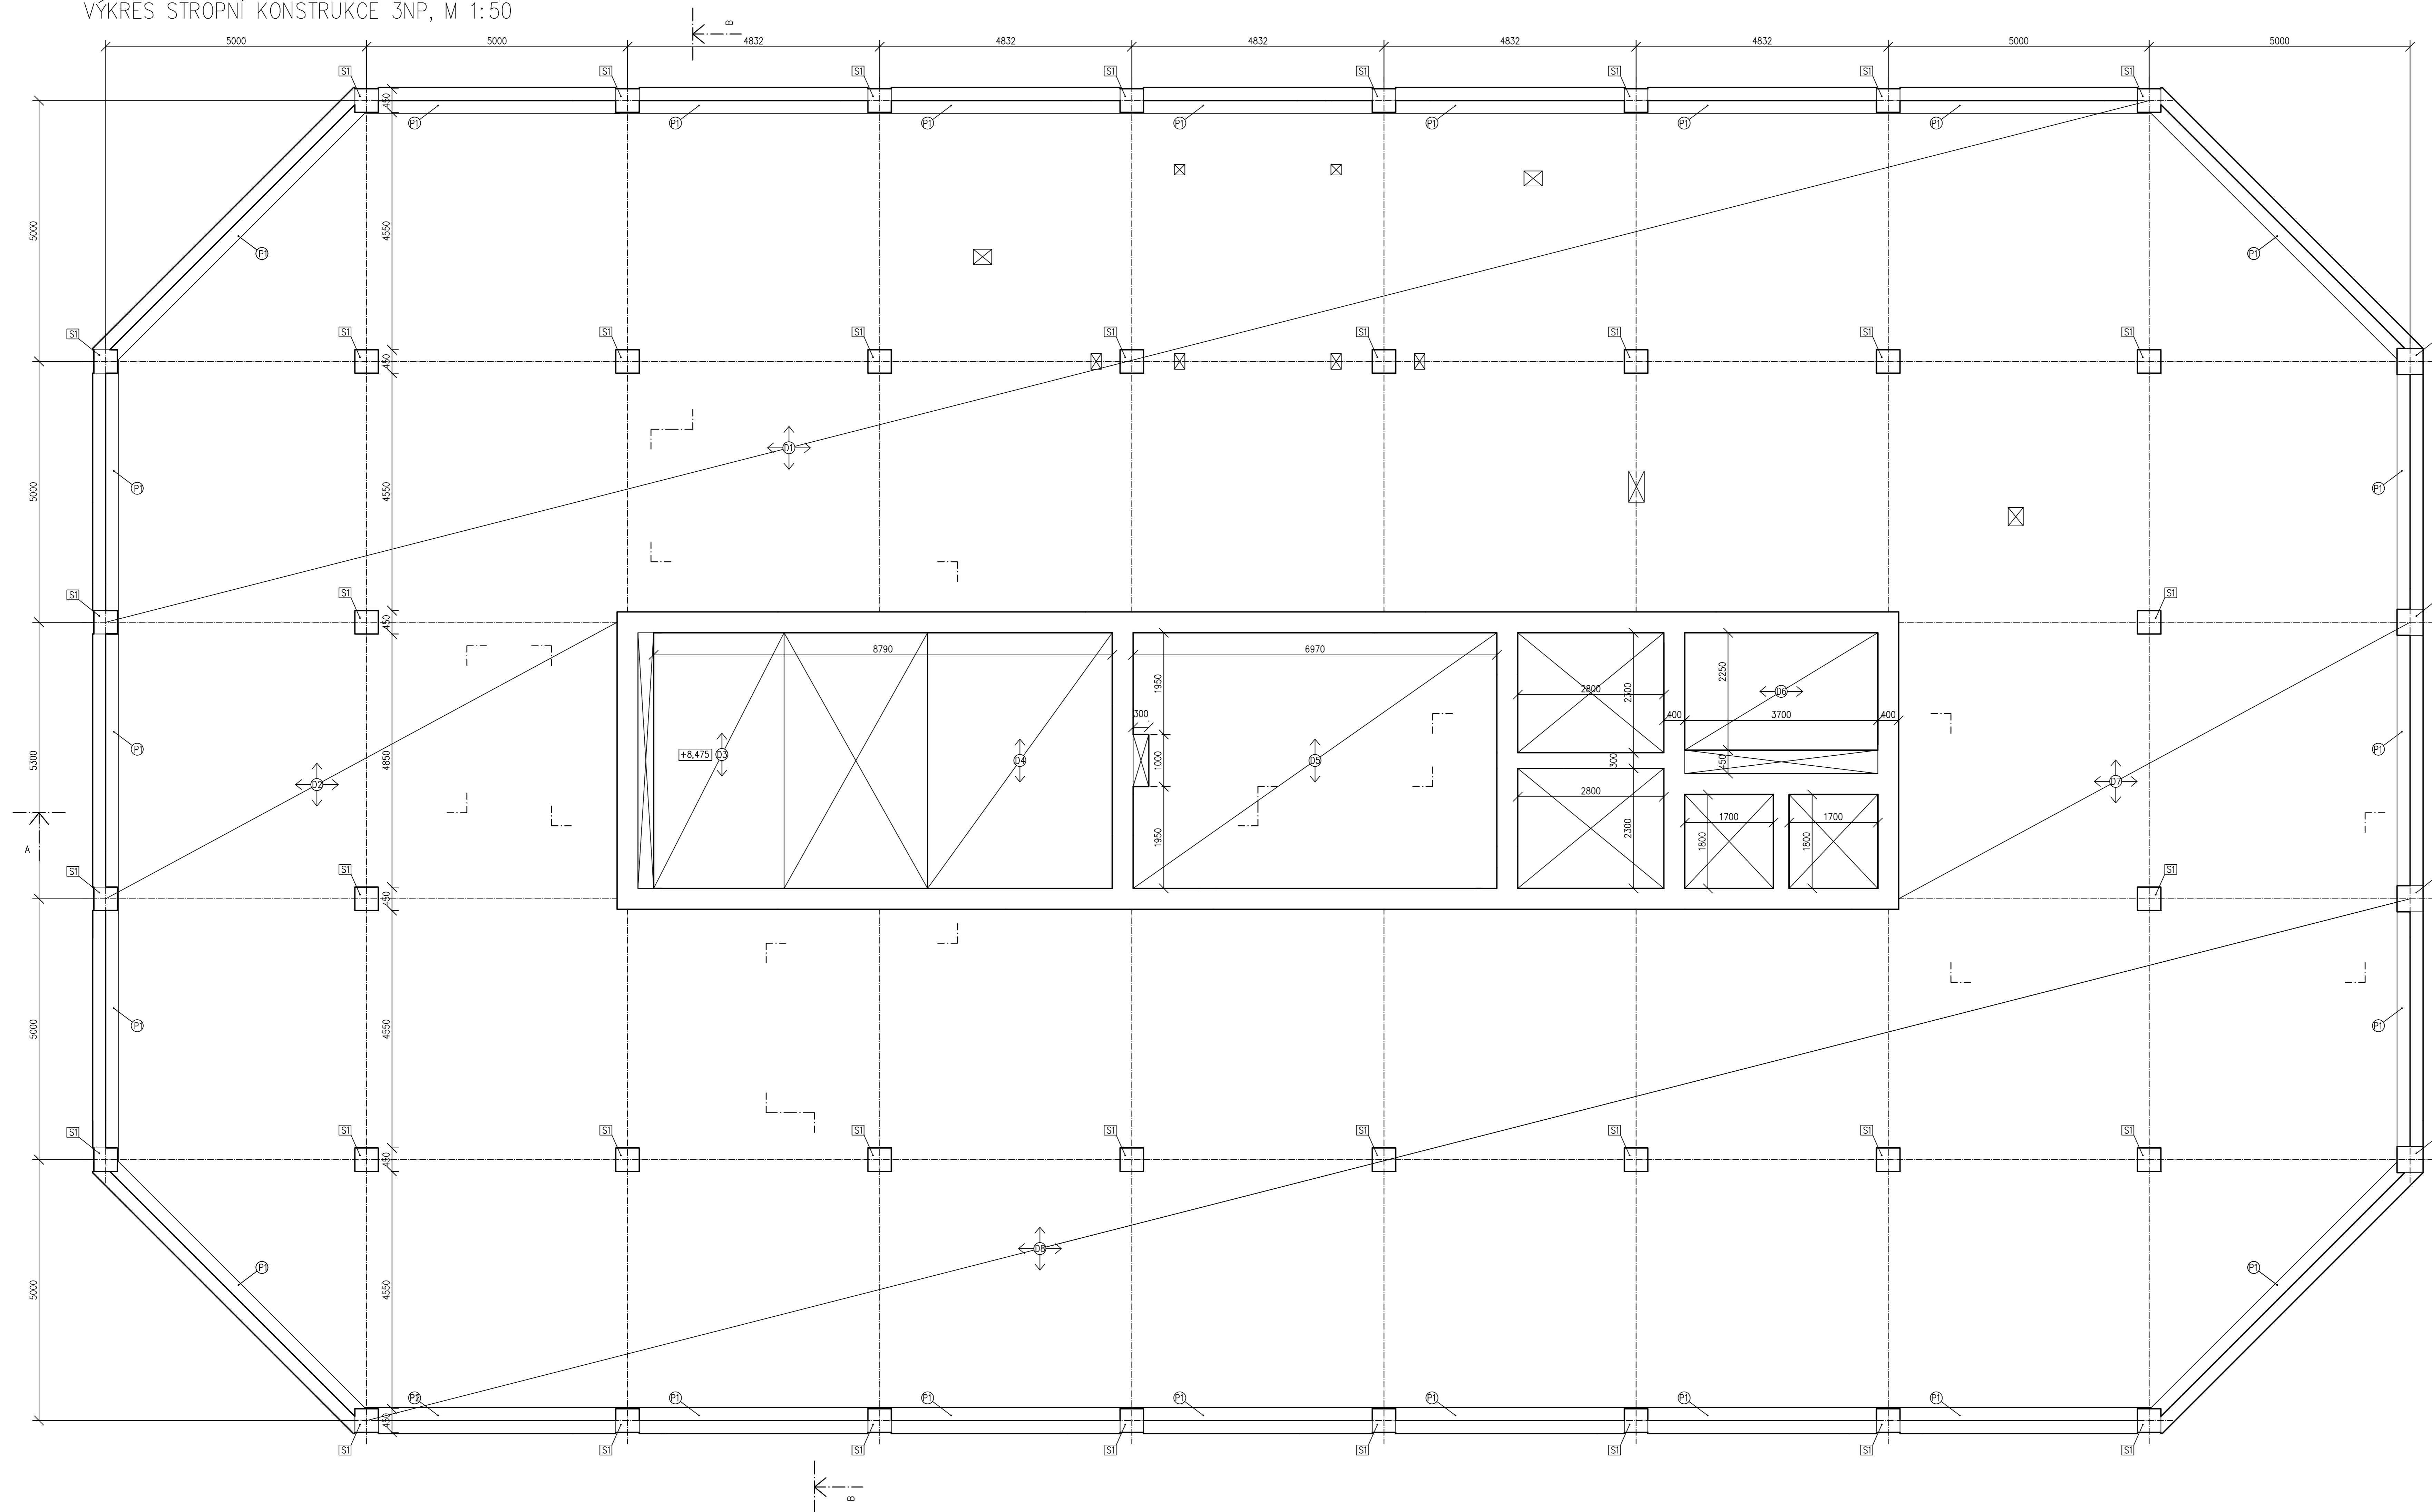 VÝKRES STROPNÍ KONSTRUKCE 3NP, M 1:50
B
5000 5000 4832 4832 4832 4832 4832 5000 5000
S1 S1 S1 S1 S1 S1 S1 S1
450
P1 P1 P1 P1 P1 P1 P1
5000 4550
P1 P1
S1 S1 S1 S1 S1 S1 S1 S1 S1
450
D1
5000 4550
P1 P1
S1 S1 S1
450
8790 6970
1950 2800 2300 2250
D6
300 400 3700 400
P1 P1
5300 4850
+8,475 D3 D4 1000 D5 300 450
D2 D7
2800
1700 1700
1950 2300 1800 1800
A
S1 S1 S1
450
5000 4550
P1 P1
S1 S1 S1 S1 S1 S1 S1 S1 S1
450
D8
P1 P1
5000 4550
P1 P1 P1 P1 P1 P1
450
S1 S1 S1 S1 S1 S1 S1 S1
B